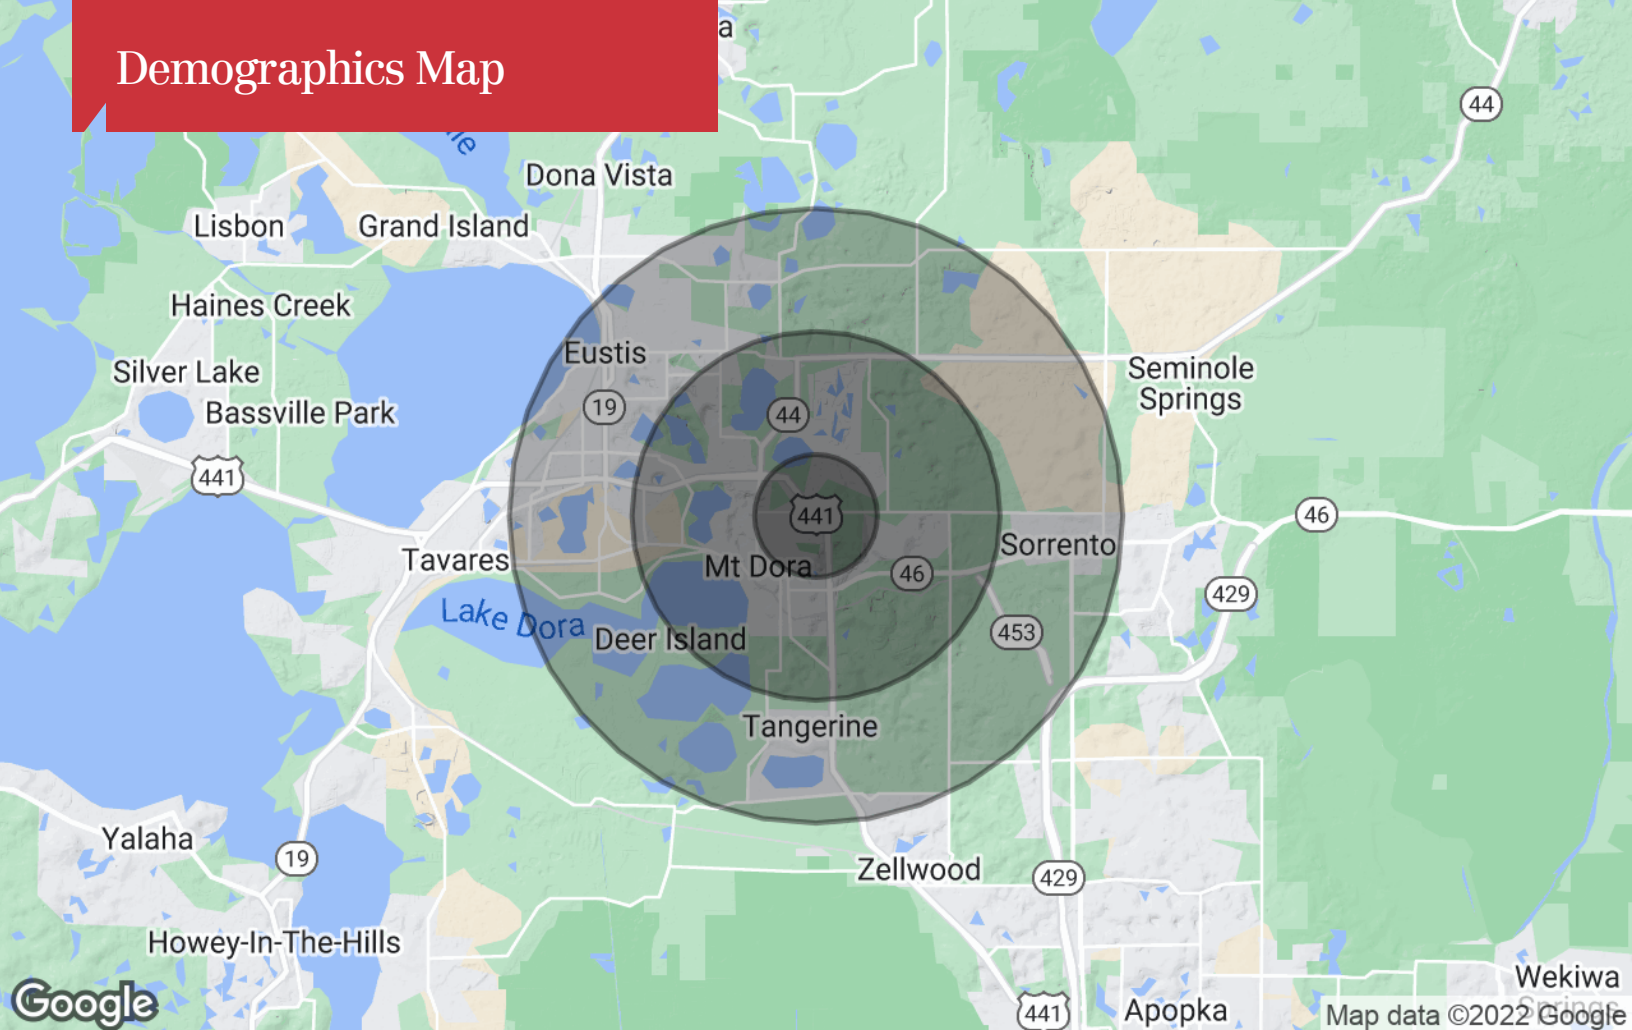 a
Demographics Map
44
Dona Vista
Lisbon
Grand Island
Haines Creek
Eustis
Silver Lake
Seminole
Springs
Bassville Park
19
44
441
441
46
Sorrento
Tavares
Mt Dora
46
429
Lake Dora
Deer Island
453
Tangerine
Yalaha
19
Zellwood
429
Howey-In-The-Hills
Wekiwa
Springs
Google
441
Apopka
Map data ©2022 Google